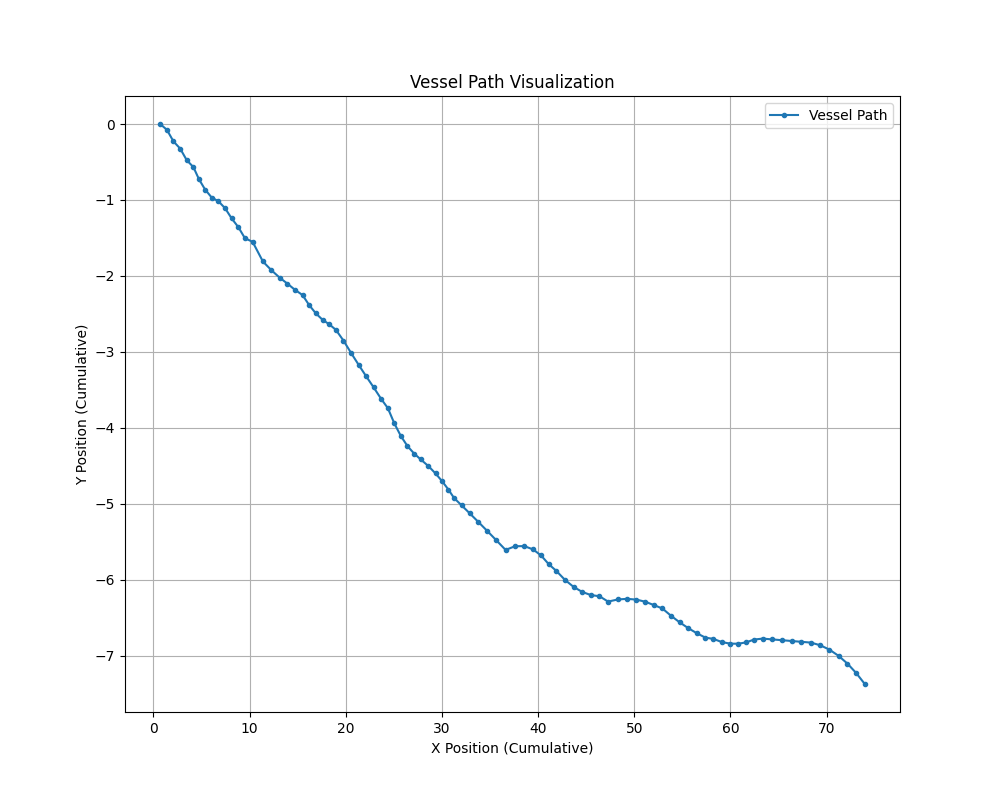 Vessel Path Visualization
Vessel Path
0
−1
−2
−3
−4
−5
−6
−7
Y Position (Cumulative)
0 10 20 30 40 50 60 70
X Position (Cumulative)